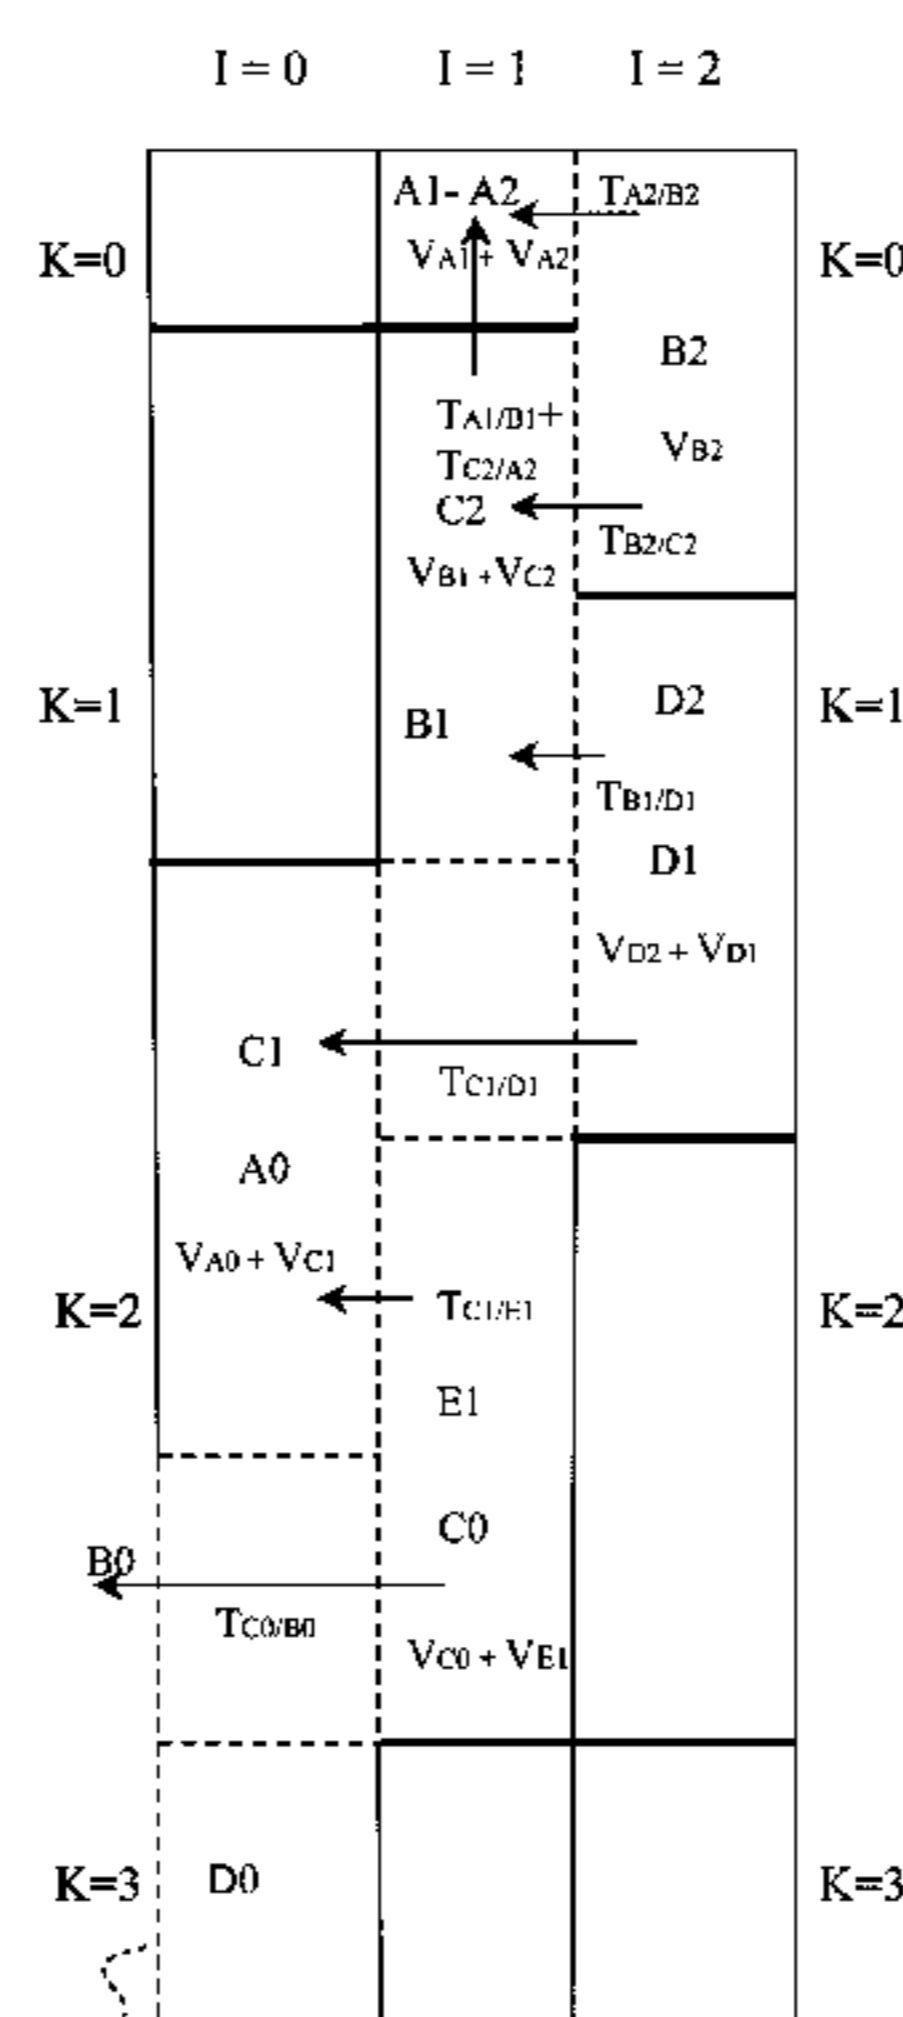 I = 0 I = 1 I = 2
A1- A2 TA2/B2
K=0 VA1 + VA2 K=0
B2
TA1/B1+
VB2
TC2/A2
C2
TB2/C2
VB1 +VC2
K=1 D2 K=1
B1
TB1/D1
D1
VD2 + VD1
C1
TC1/D1
A0
VA0 + VC1
K=2 TC1/E1 K=2
E1
C0
B0
TC0/B0
VC0 + VE1
K=3 D0 K=3